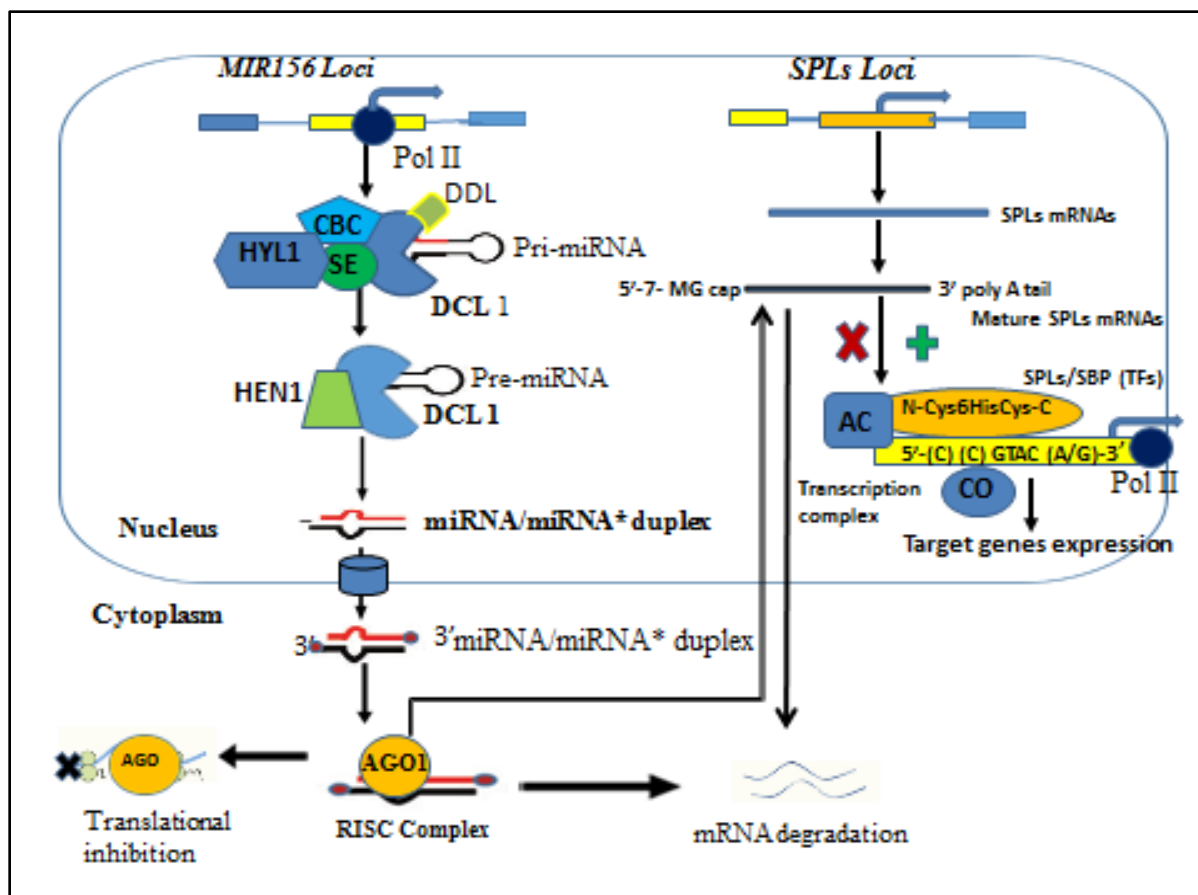 MIR156 Loci
SPLs Loci
Pol II
DDL
CBC
HYL1
SE
Pri-miRNA
DCL 1
SPLs mRNAs
5'-7- MG cap
3' poly A tail
Mature SPLs mRNAs
HEN1
Pre-miRNA
DCL 1
SPLs/SBP (TFs)
N-Cys6HisCys-C
AC
5'-(C) (C) GTAC (A/G)-3'
Pol II
CO
Transcription
complex
Target genes expression
miRNA/miRNA* duplex
Nucleus
Cytoplasm
3'
3'miRNA/miRNA* duplex
AGO
AGO1
Translational
inhibition
RISC Complex
mRNA degradation